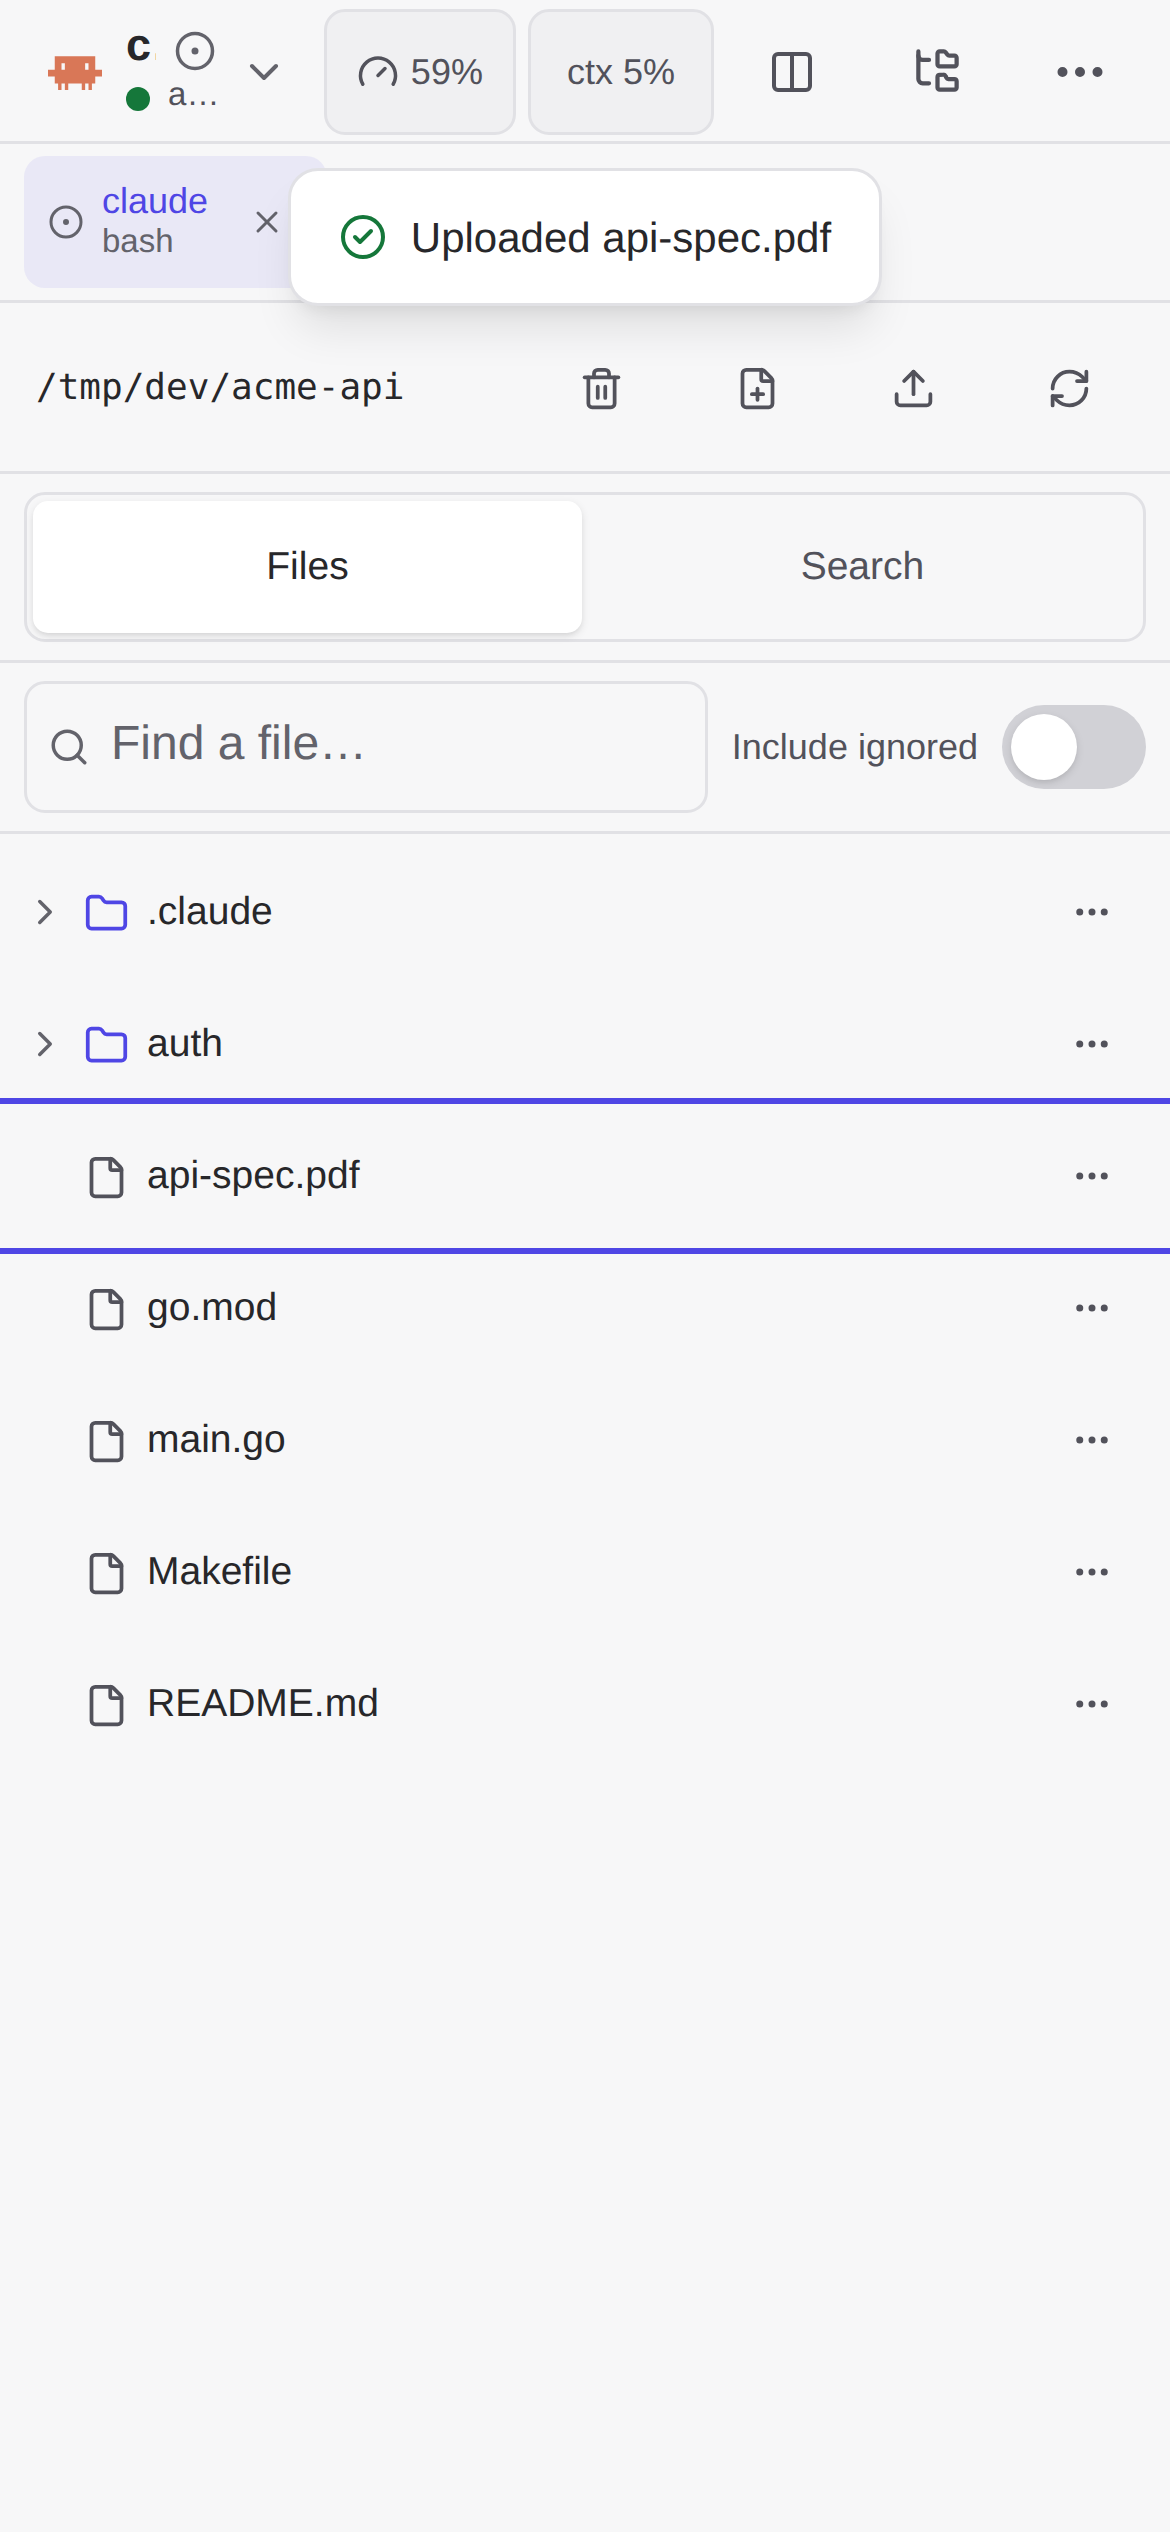 c
a…
59%
ctx 5%
claude
bash
Uploaded api-spec.pdf
/tmp/dev/acme-api
Files
Search
Find a file…
Include ignored
.claude
auth
api-spec.pdf
go.mod
main.go
Makefile
README.md